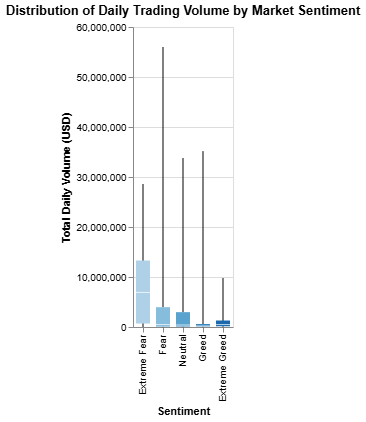 Distribution of Daily Trading Volume by Market Sentiment
60,000,000
50,000,000
40,000,000
30,000,000
20,000,000
10,000,000
0
Total Daily Volume (USD)
Extreme Fear
Fear
Neutral
Greed
Extreme Greed
Sentiment